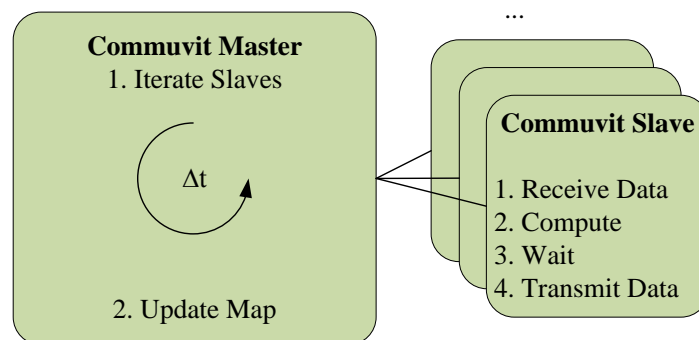 ...
Commuvit Master
1. Iterate Slaves
Δt
2. Update Map
Commuvit Slave
1. Receive Data
2. Compute
3. Wait
4. Transmit Data